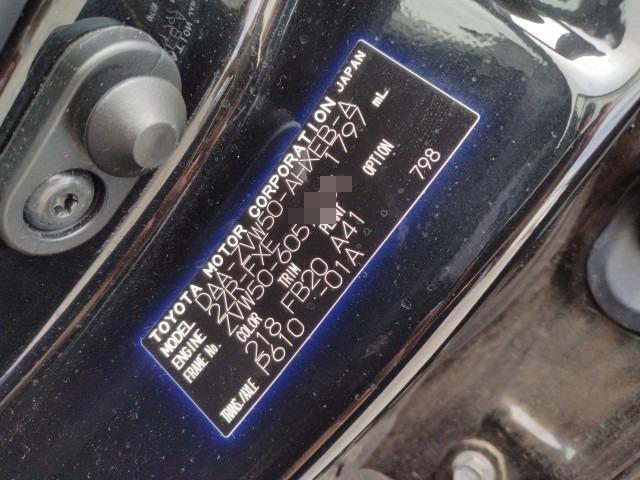 TOYOTA MOTOR CORPORATION JAPAN
MODEL DAA-ZVW50-AHXEB-A
ENGINE 2ZR-FXE 1797 mL
FRAME No. ZVW50-605
COLOR TRIM PLANT OPTION
218 FB20 A41 798
TRANS./AXLE P610 -01A